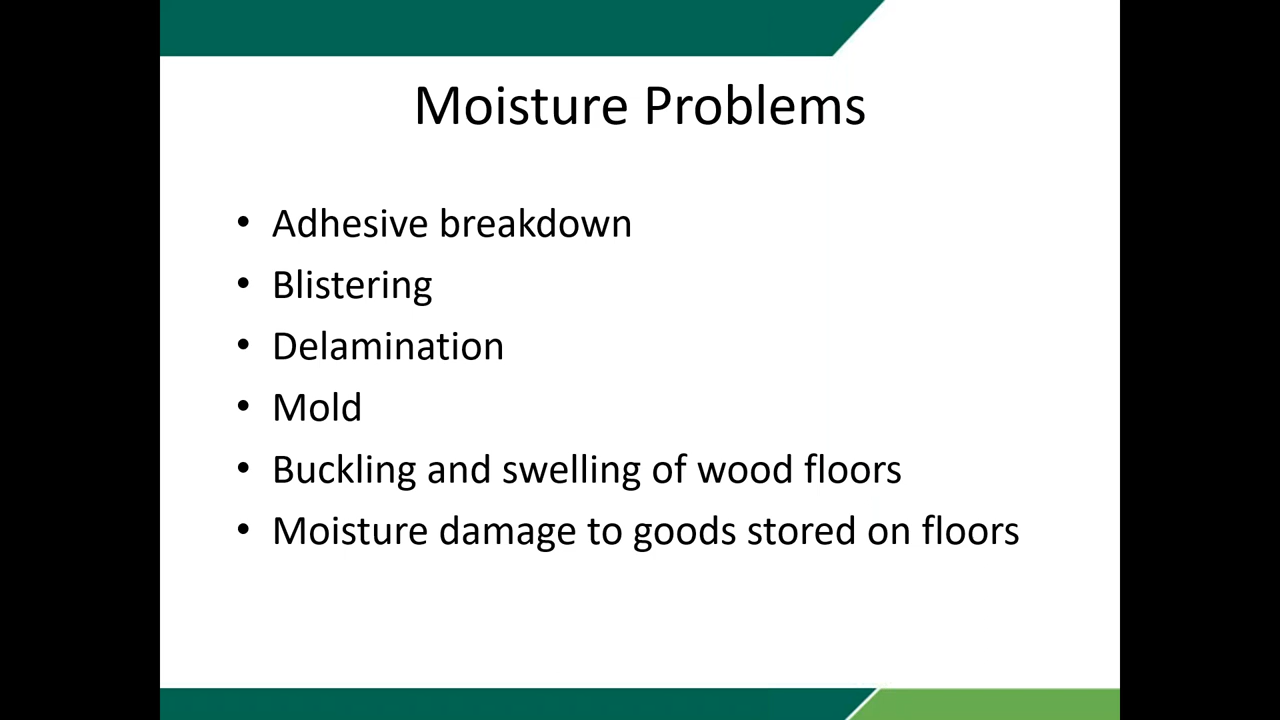 Moisture Problems
• Adhesive breakdown
• Blistering
• Delamination
• Mold
• Buckling and swelling of wood floors
• Moisture damage to goods stored on floors